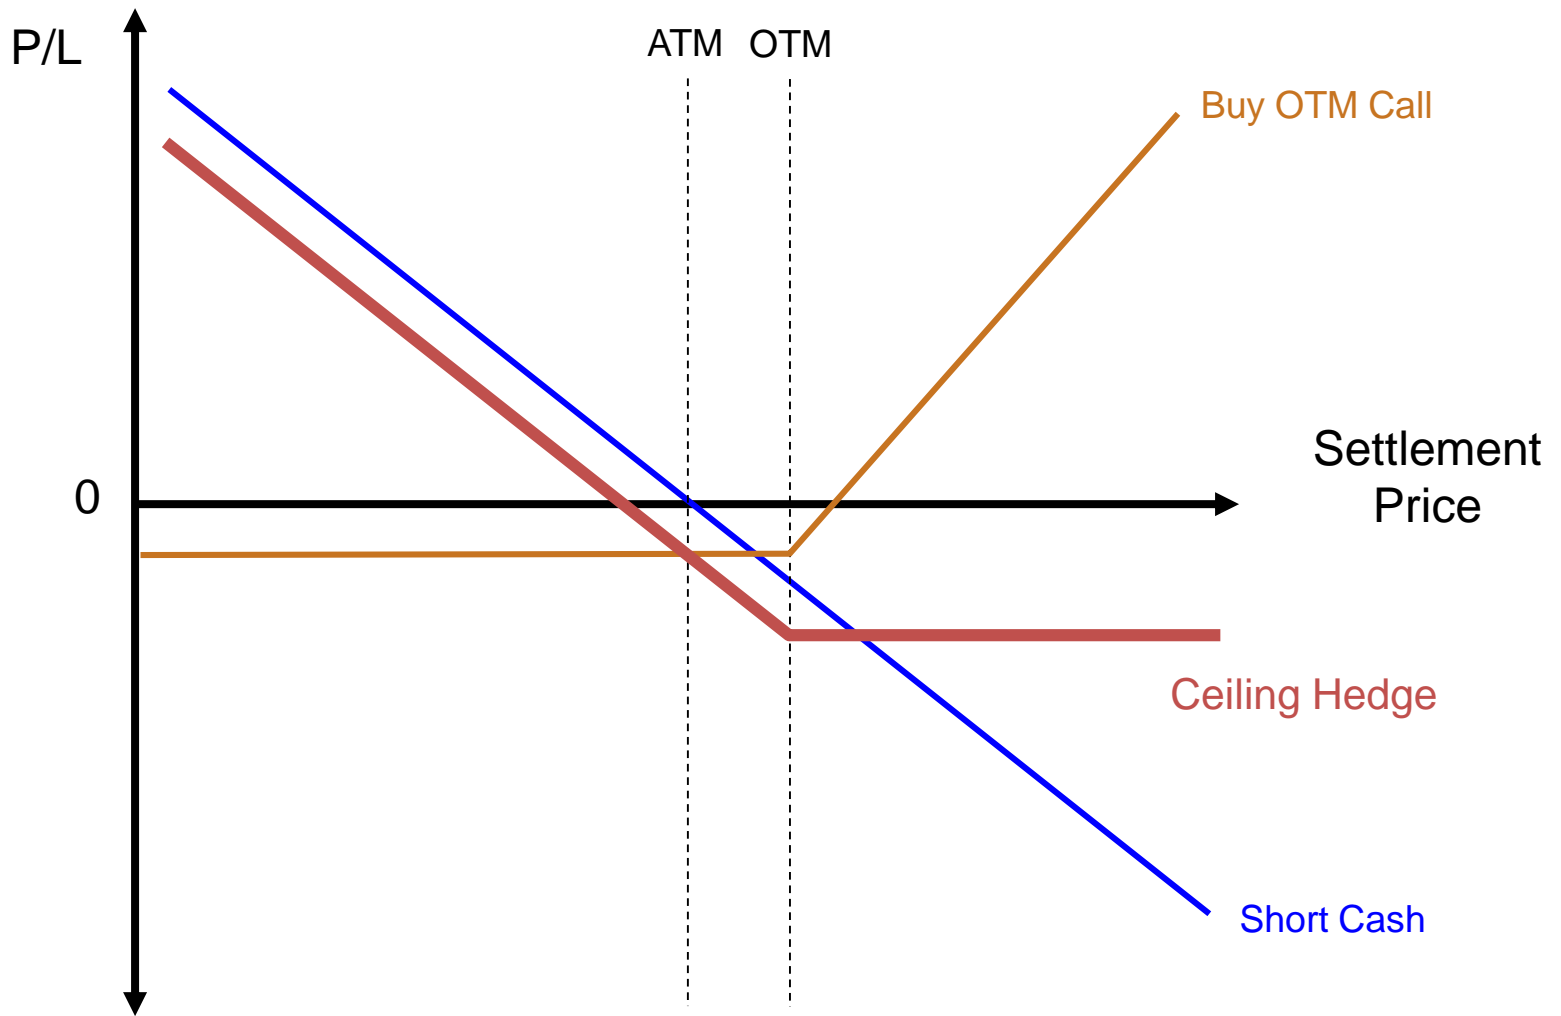 P/L
ATM
OTM
Buy OTM Call
Settlement
Price
0
Ceiling Hedge
Short Cash